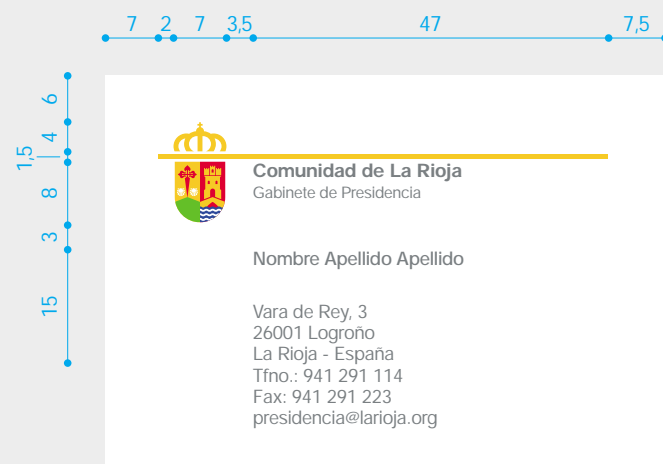 7 2 7 3,5 47 7,5
6
4
1,5
8
3
15
Comunidad de La Rioja
Gabinete de Presidencia
Nombre Apellido Apellido
Vara de Rey, 3
26001 Logroño
La Rioja - España
Tfno.: 941 291 114
Fax: 941 291 223
presidencia@larioja.org